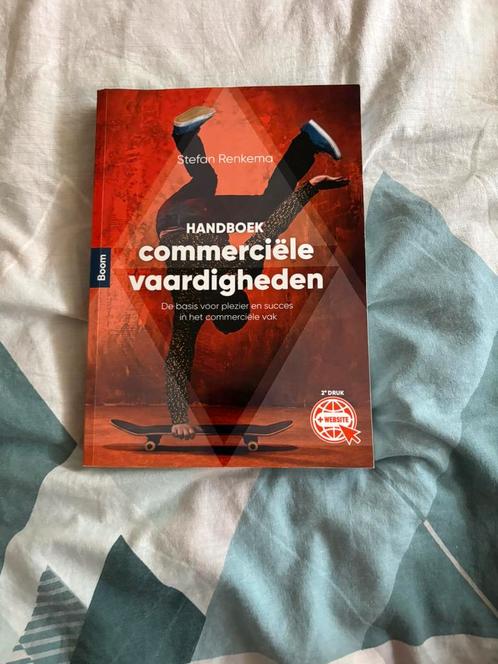 Stefan Renkema
HANDBOEK
commerciële
vaardigheden
De basis voor plezier en succes
in het commerciële vak
Boom
2e DRUK
+ WEBSITE